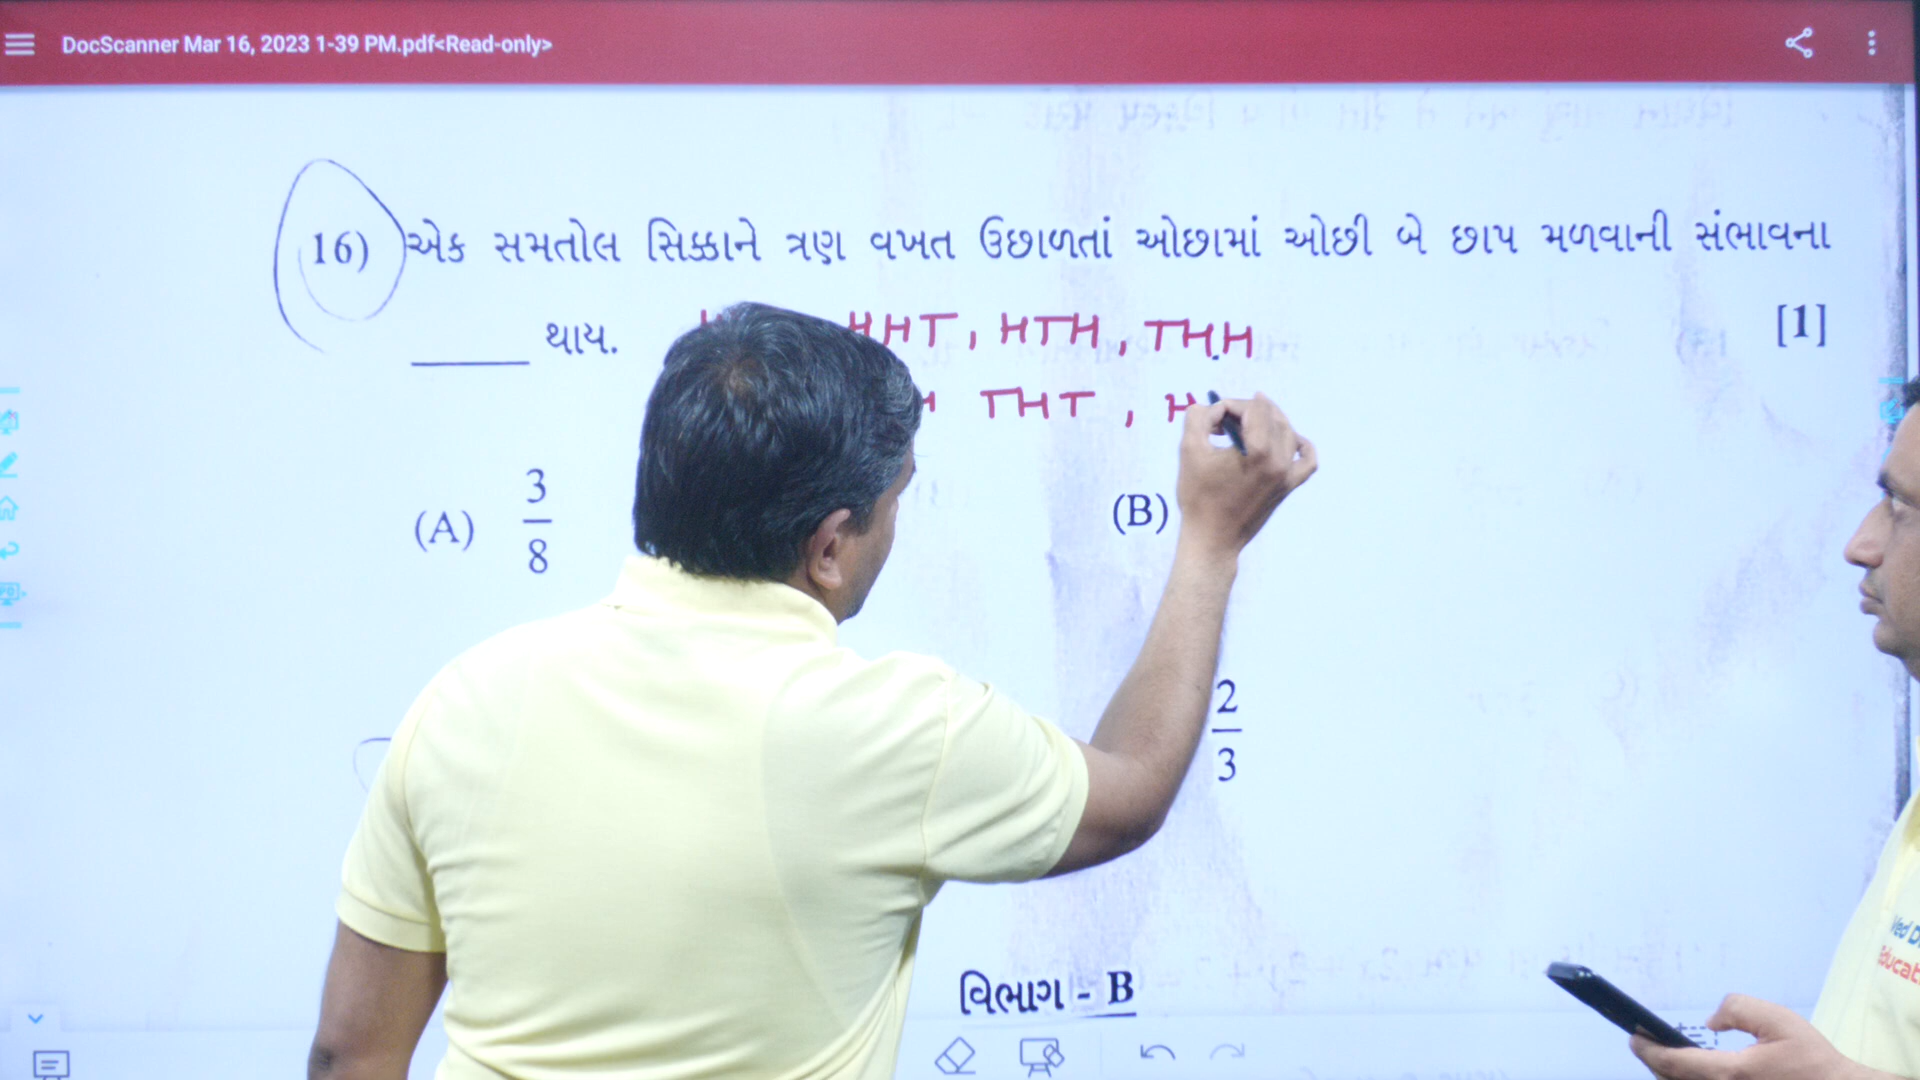 DocScanner Mar 16, 2023 1-39 PM.pdf<Read-only>
16) એક સમતોલ સિક્કાને ત્રણ વખત ઉછાળતાં ઓછામાં ઓછી બે છાપ મળવાની સંભાવના
_____ થાય. HHT, HTH, THH [1]
THT, H
(A) 3/8 (B)
2/3
વિભાગ - B